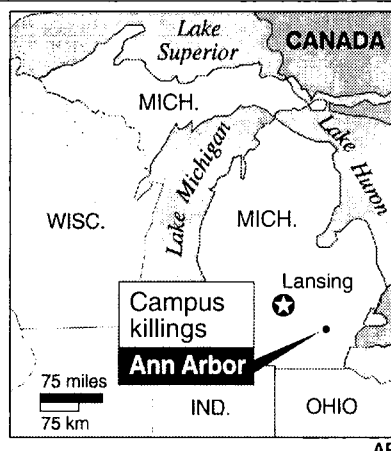 Lake
Superior
CANADA
MICH.
Lake Michigan
Lake Huron
WISC.
MICH.
Lansing
Campus
killings
Ann Arbor
75 miles
75 km
IND.
OHIO
AP